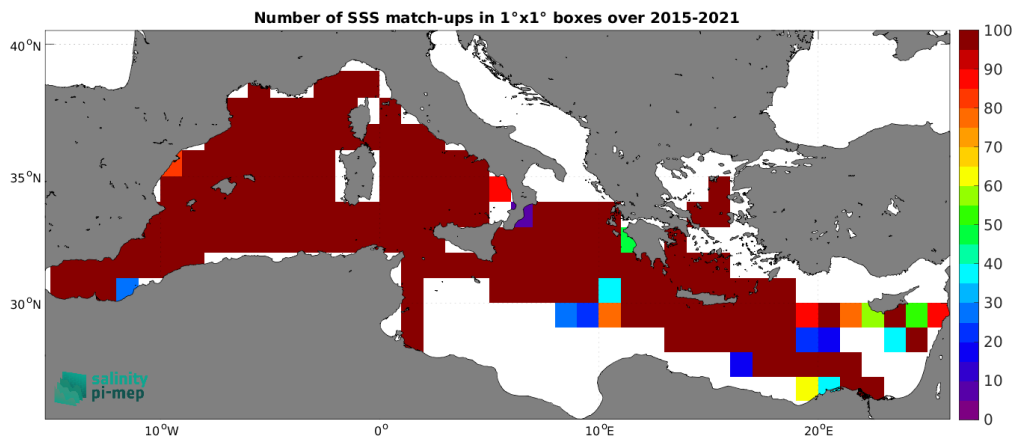 Number of SSS match-ups in 1°x1° boxes over 2015-2021
40°N
35°N
30°N
10°W
0°
10°E
20°E
100
90
80
70
60
50
40
30
20
10
0
salinity
pi-mep